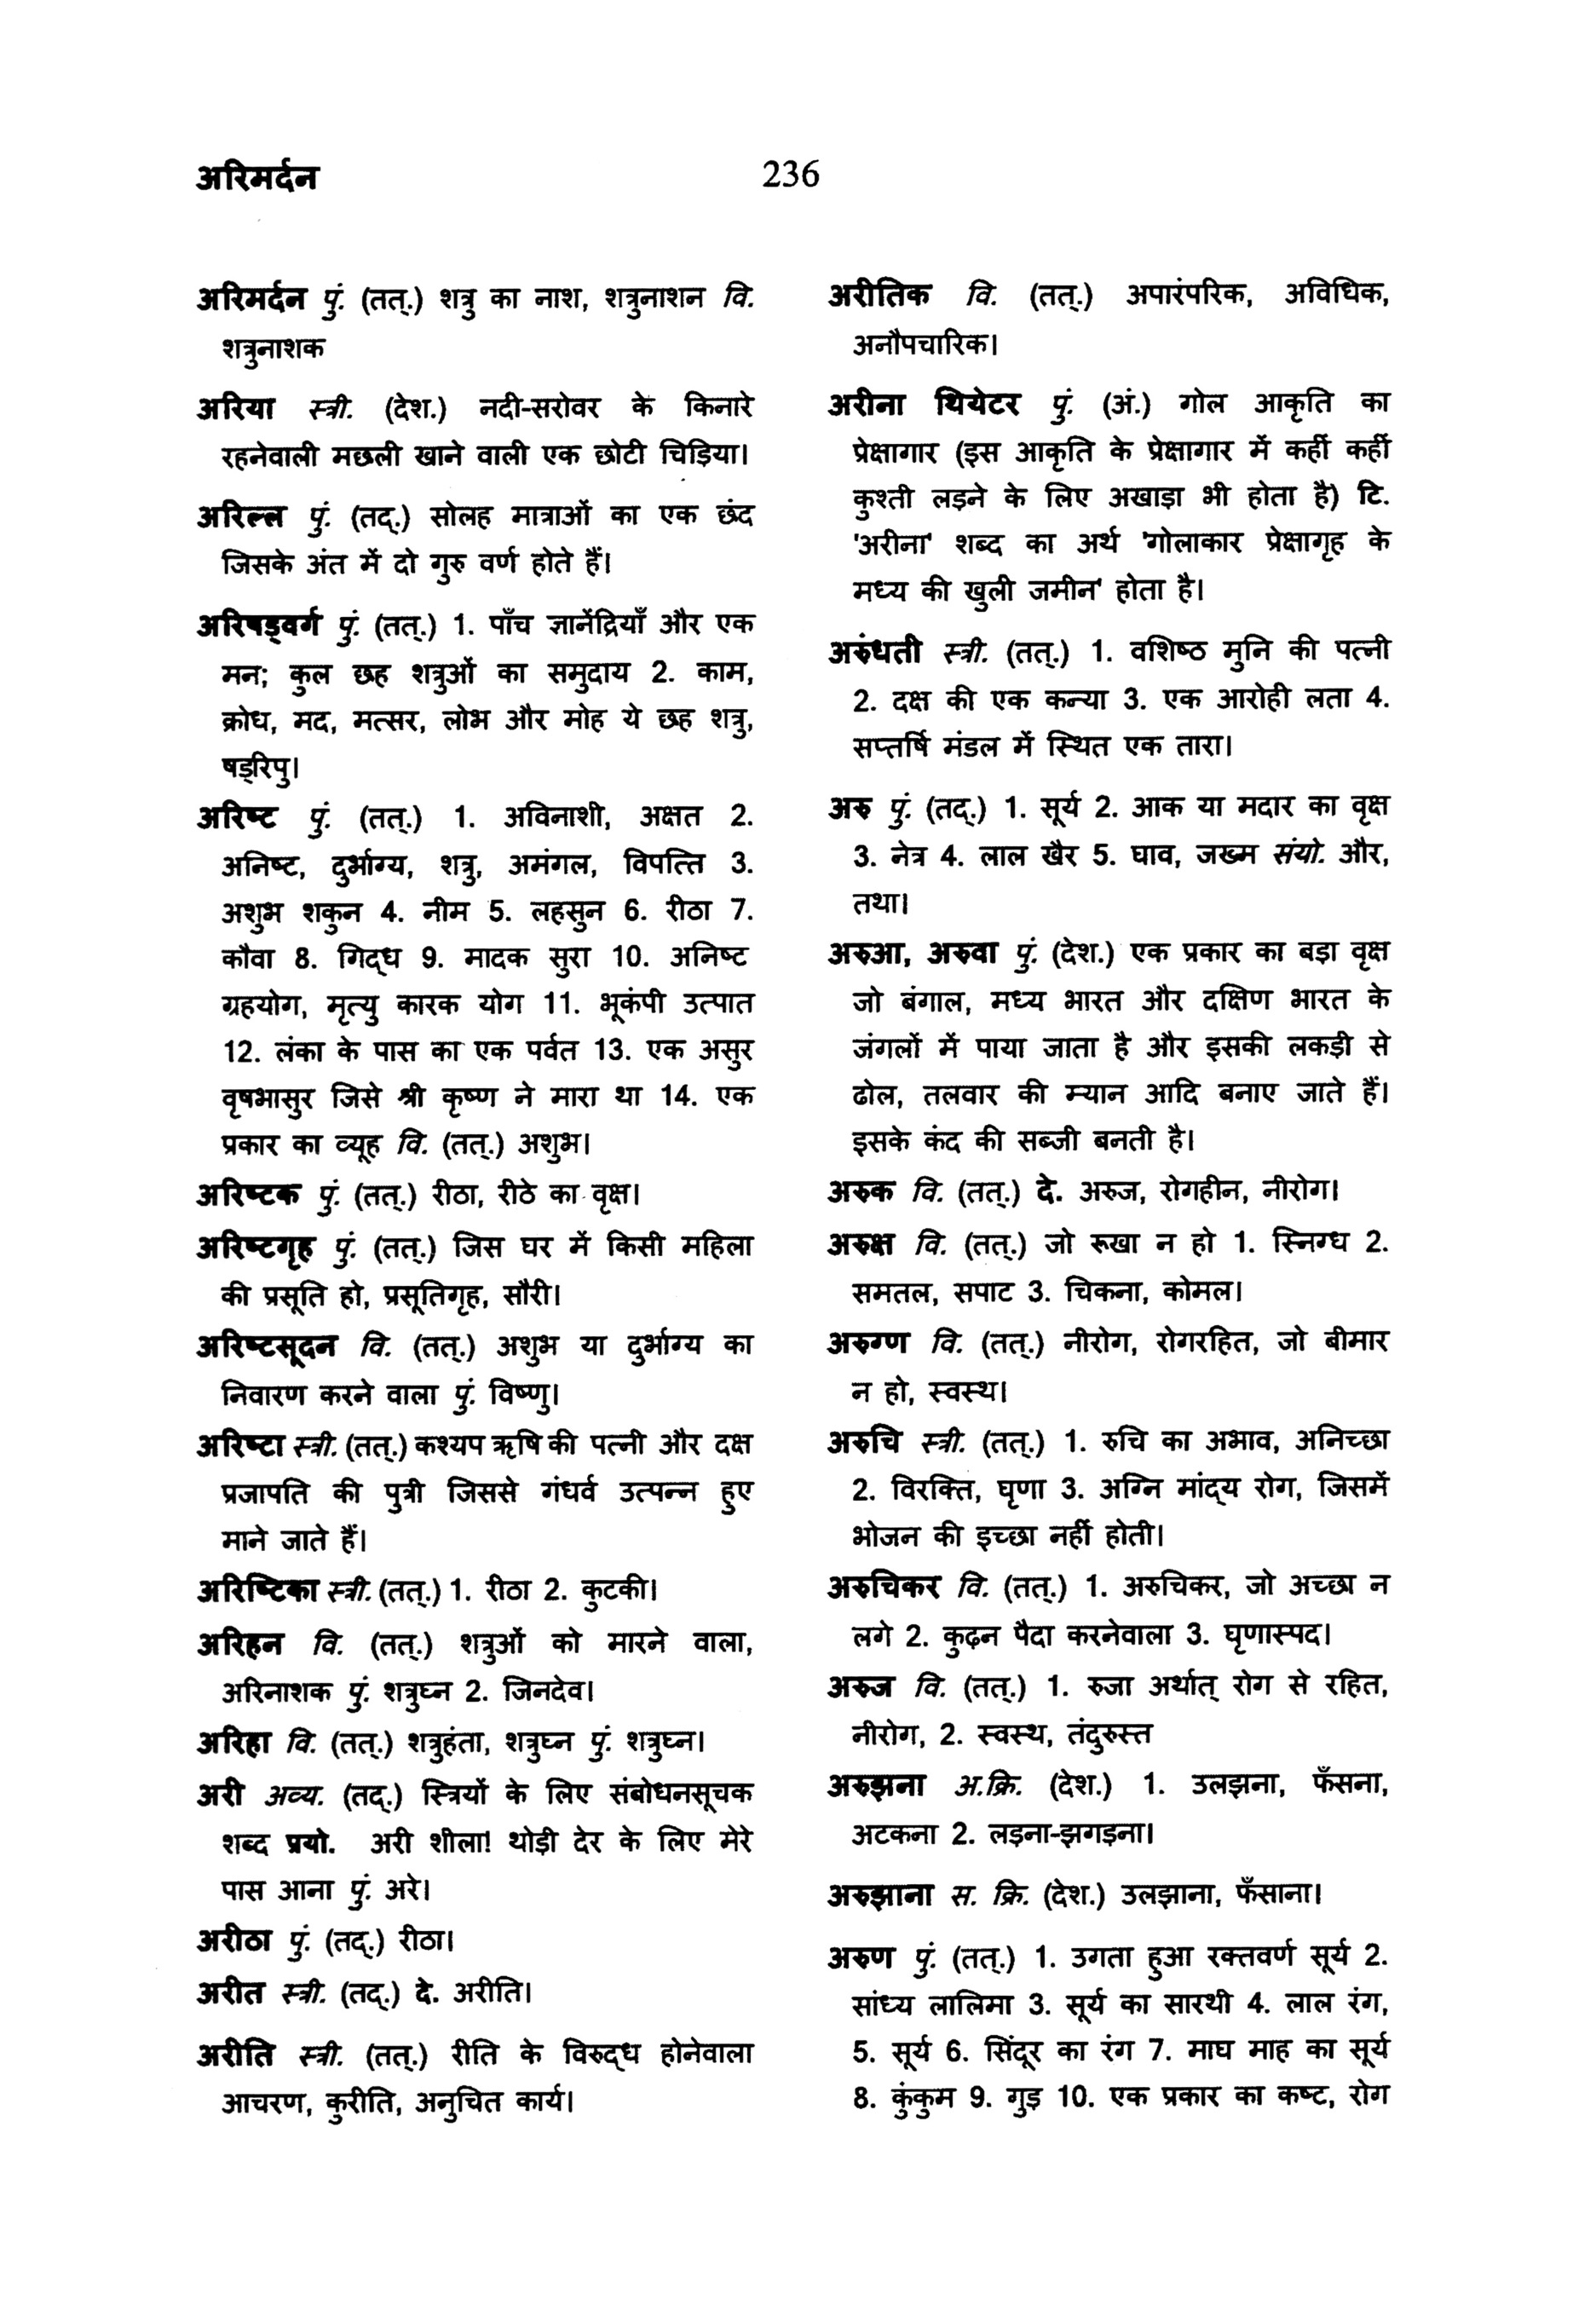 अरिमर्दन
236
अरिमर्दन पुं. (तत्.) शत्रु का नाश, शत्रुनाशन वि.
शत्रुनाशक
अरिया स्त्री. (देश.) नदी-सरोवर के किनारे
रहनेवाली मछली खाने वाली एक छोटी चिड़िया।
अरिल्ल पुं. (तद्.) सोलह मात्राओं का एक छंद
जिसके अंत में दो गुरु वर्ण होते हैं।
अरिषड्वर्ग पुं. (तत्.) 1. पाँच ज्ञानेंद्रियाँ और एक
मन; कुल छह शत्रुओं का समुदाय 2. काम,
क्रोध, मद, मत्सर, लोभ और मोह ये छह शत्रु,
षड्रिपु।
अरिष्ट पुं. (तत्.) 1. अविनाशी, अक्षत 2.
अनिष्ट, दुर्भाग्य, शत्रु, अमंगल, विपत्ति 3.
अशुभ शकुन 4. नीम 5. लहसुन 6. रीठा 7.
कौवा 8. गिद्ध 9. मादक सुरा 10. अनिष्ट
ग्रहयोग, मृत्यु कारक योग 11. भूकंपी उत्पात
12. लंका के पास का एक पर्वत 13. एक असुर
वृषभासुर जिसे श्री कृष्ण ने मारा था 14. एक
प्रकार का व्यूह वि. (तत्.) अशुभ।
अरिष्टक पुं. (तत्.) रीठा, रीठे का वृक्ष।
अरिष्टगृह पुं. (तत्.) जिस घर में किसी महिला
की प्रसूति हो, प्रसूतिगृह, सौरी।
अरिष्टसूदन वि. (तत्.) अशुभ या दुर्भाग्य का
निवारण करने वाला पुं. विष्णु।
अरिष्टा स्त्री. (तत्.) कश्यप ऋषि की पत्नी और दक्ष
प्रजापति की पुत्री जिससे गंधर्व उत्पन्न हुए
माने जाते हैं।
अरिष्टिका स्त्री. (तत्.) 1. रीठा 2. कुटकी।
अरिहन वि. (तत्.) शत्रुओं को मारने वाला,
अरिनाशक पुं. शत्रुघ्न 2. जिनदेव।
अरिहा वि. (तत्.) शत्रुहंता, शत्रुघ्न पुं. शत्रुघ्न।
अरी अव्य. (तद्.) स्त्रियों के लिए संबोधनसूचक
शब्द प्रयो. अरी शीला! थोड़ी देर के लिए मेरे
पास आना पुं. अरे।
अरीठा पुं. (तद्.) रीठा।
अरीत स्त्री. (तद्.) दे. अरीति।
अरीति स्त्री. (तत्.) रीति के विरुद्ध होनेवाला
आचरण, कुरीति, अनुचित कार्य।
अरीतिक वि. (तत्.) अपारंपरिक, अविधिक,
अनौपचारिक।
अरीना थियेटर पुं. (अं.) गोल आकृति का
प्रेक्षागार (इस आकृति के प्रेक्षागार में कहीं कहीं
कुश्ती लड़ने के लिए अखाड़ा भी होता है) टि.
'अरीना' शब्द का अर्थ 'गोलाकार प्रेक्षागृह के
मध्य की खुली जमीन' होता है।
अरुंधती स्त्री. (तत्.) 1. वशिष्ठ मुनि की पत्नी
2. दक्ष की एक कन्या 3. एक आरोही लता 4.
सप्तर्षि मंडल में स्थित एक तारा।
अरु पुं. (तद्.) 1. सूर्य 2. आक या मदार का वृक्ष
3. नेत्र 4. लाल खैर 5. घाव, जख्म संयो. और,
तथा।
अरुआ, अरुवा पुं. (देश.) एक प्रकार का बड़ा वृक्ष
जो बंगाल, मध्य भारत और दक्षिण भारत के
जंगलों में पाया जाता है और इसकी लकड़ी से
ढोल, तलवार की म्यान आदि बनाए जाते हैं।
इसके कंद की सब्जी बनती है।
अरुक वि. (तत्.) दे. अरुज, रोगहीन, नीरोग।
अरुक्ष वि. (तत्.) जो रूखा न हो 1. स्निग्ध 2.
समतल, सपाट 3. चिकना, कोमल।
अरुग्ण वि. (तत्.) नीरोग, रोगरहित, जो बीमार
न हो, स्वस्थ।
अरुचि स्त्री. (तत्.) 1. रुचि का अभाव, अनिच्छा
2. विरक्ति, घृणा 3. अग्नि मांद्य रोग, जिसमें
भोजन की इच्छा नहीं होती।
अरुचिकर वि. (तत्.) 1. अरुचिकर, जो अच्छा न
लगे 2. कुढ़न पैदा करनेवाला 3. घृणास्पद।
अरुज वि. (तत्.) 1. रुजा अर्थात् रोग से रहित,
नीरोग, 2. स्वस्थ, तंदुरुस्त
अरुझना अ.क्रि. (देश.) 1. उलझना, फँसना,
अटकना 2. लड़ना-झगड़ना।
अरुझाना स. क्रि. (देश.) उलझाना, फँसाना।
अरुण पुं. (तत्.) 1. उगता हुआ रक्तवर्ण सूर्य 2.
सांध्य लालिमा 3. सूर्य का सारथी 4. लाल रंग,
5. सूर्य 6. सिंदूर का रंग 7. माघ माह का सूर्य
8. कुंकुम 9. गुड़ 10. एक प्रकार का कष्ट, रोग